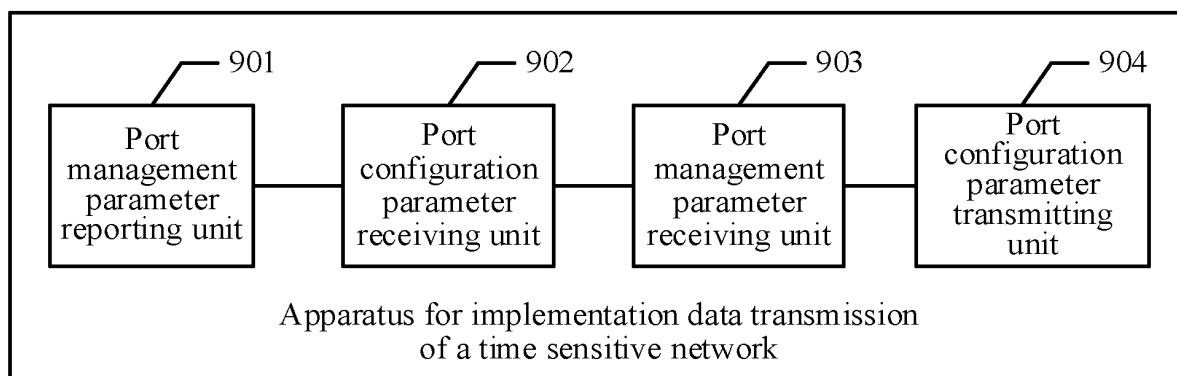 901
902
903
904
Port
management
parameter
reporting unit
Port
configuration
parameter
receiving unit
Port
management
parameter
receiving unit
Port
configuration
parameter
transmitting
unit
Apparatus for implementation data transmission
of a time sensitive network